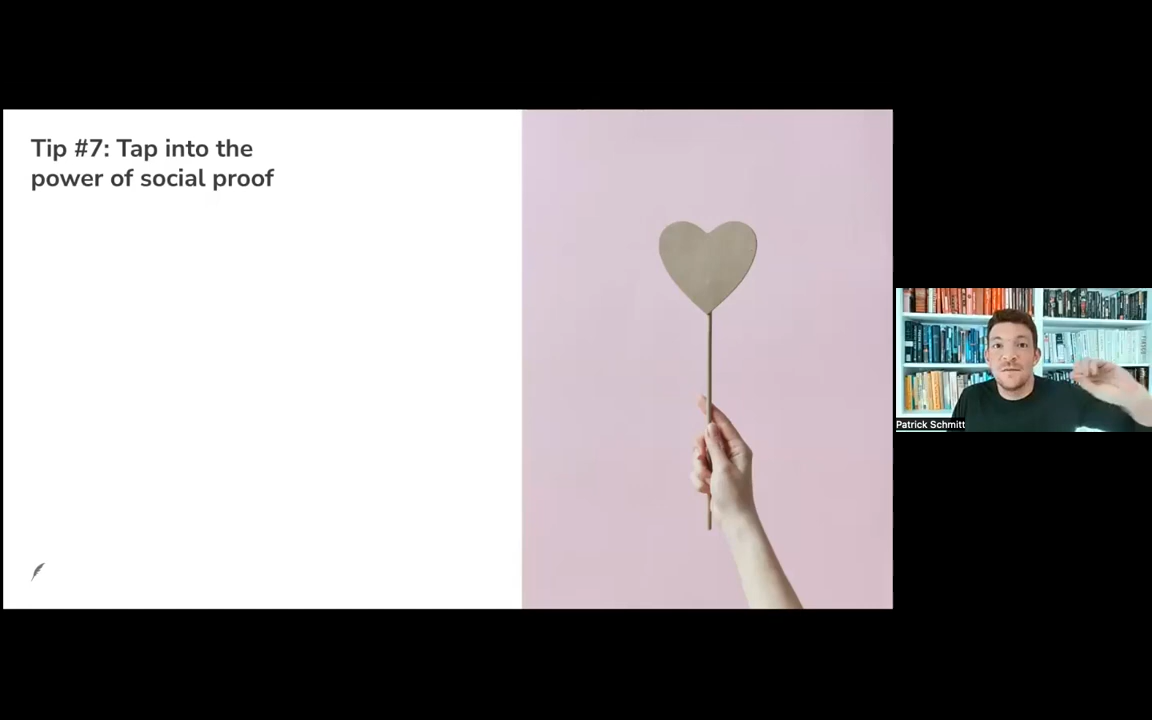 Tip #7: Tap into the
power of social proof
Patrick Schmitt